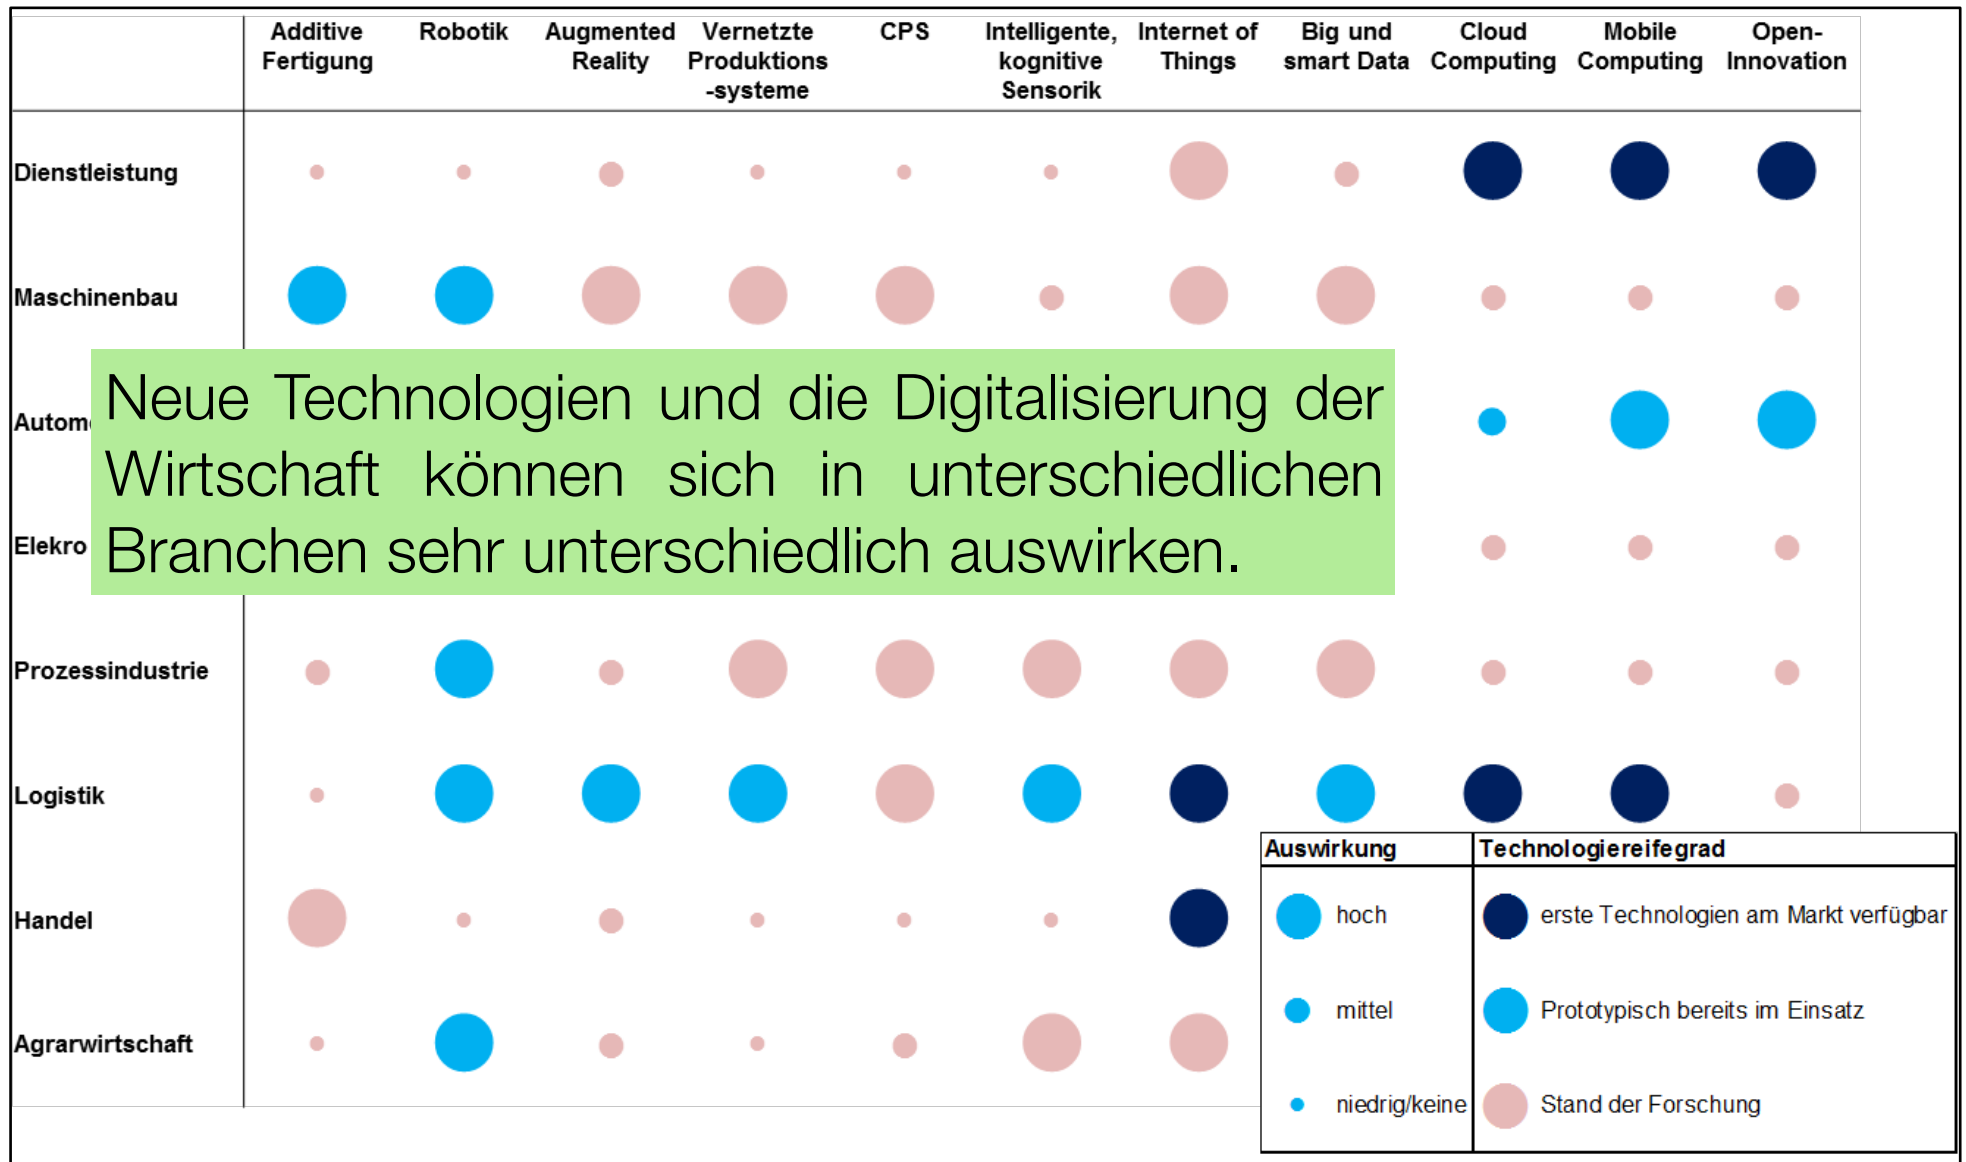 Additive Fertigung
Robotik
Augmented Reality
Vernetzte Produktions -systeme
CPS
Intelligente, kognitive Sensorik
Internet of Things
Big und smart Data
Cloud Computing
Mobile Computing
Open- Innovation
Dienstleistung
Maschinenbau
Neue Technologien und die Digitalisierung der
Wirtschaft können sich in unterschiedlichen
Branchen sehr unterschiedlich auswirken.
Elekro
Prozessindustrie
Logistik
Handel
Agrarwirtschaft
Auswirkung
Technologiereifegrad
hoch
erste Technologien am Markt verfügbar
mittel
Prototypisch bereits im Einsatz
niedrig/keine
Stand der Forschung